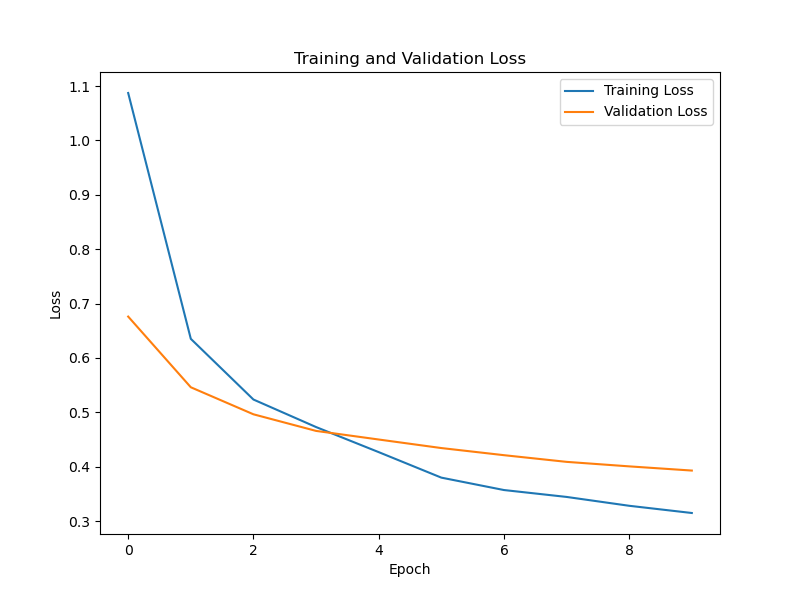 Training and Validation Loss
Training Loss
Validation Loss
1.1
1.0
0.9
0.8
0.7
0.6
0.5
0.4
0.3
Loss
0 2 4 6 8
Epoch